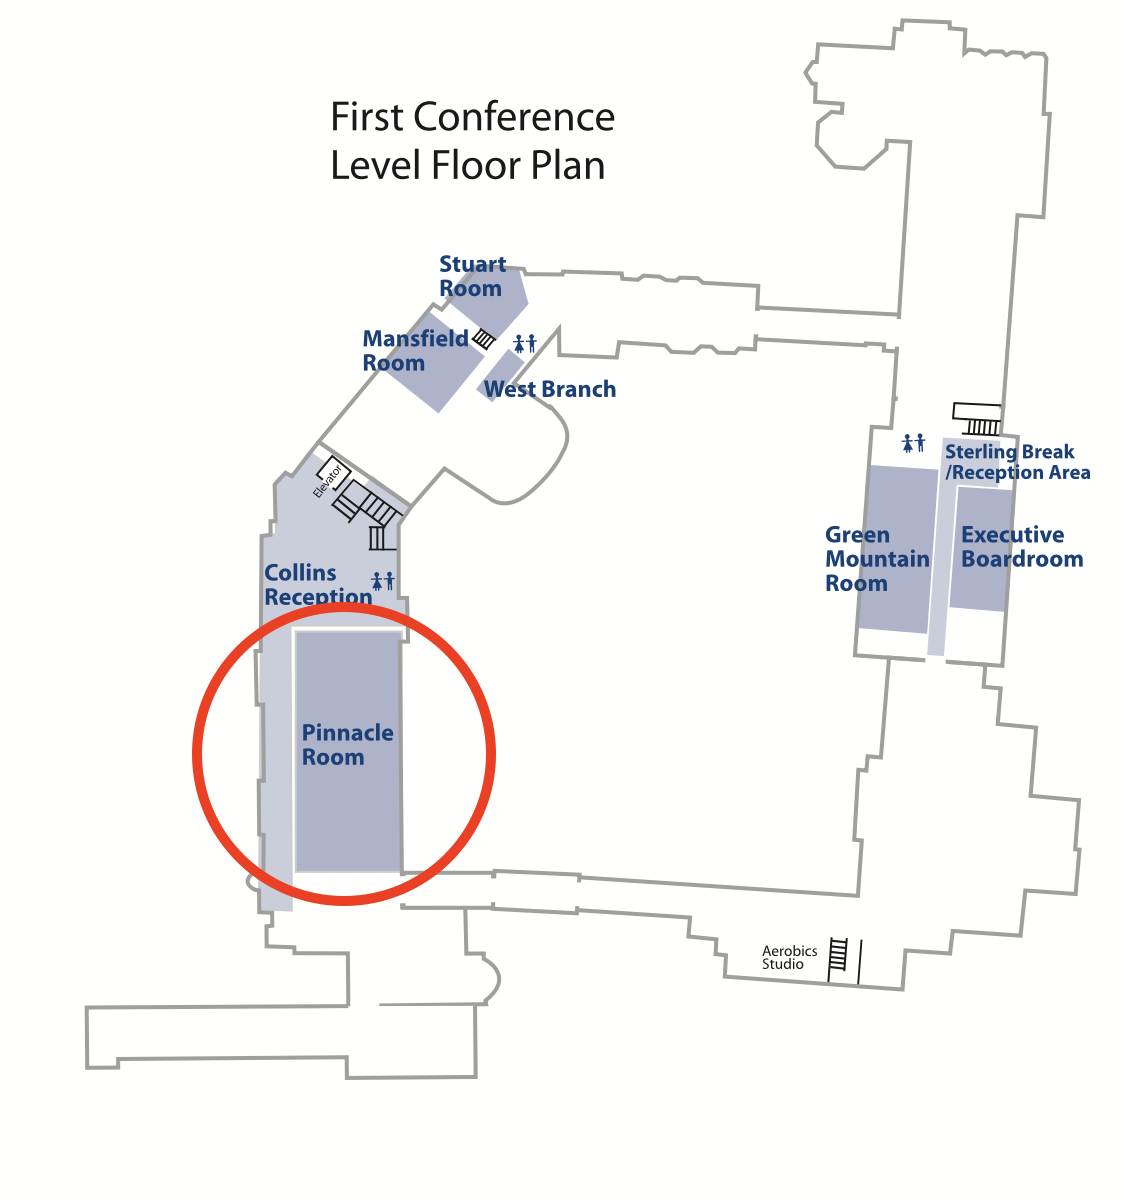 First Conference
Level Floor Plan
Stuart
Room
Mansfield
Room
West Branch
Elevator
Sterling Break
/Reception Area
Green
Mountain
Room
Executive
Boardroom
Collins
Reception
Pinnacle
Room
Aerobics
Studio